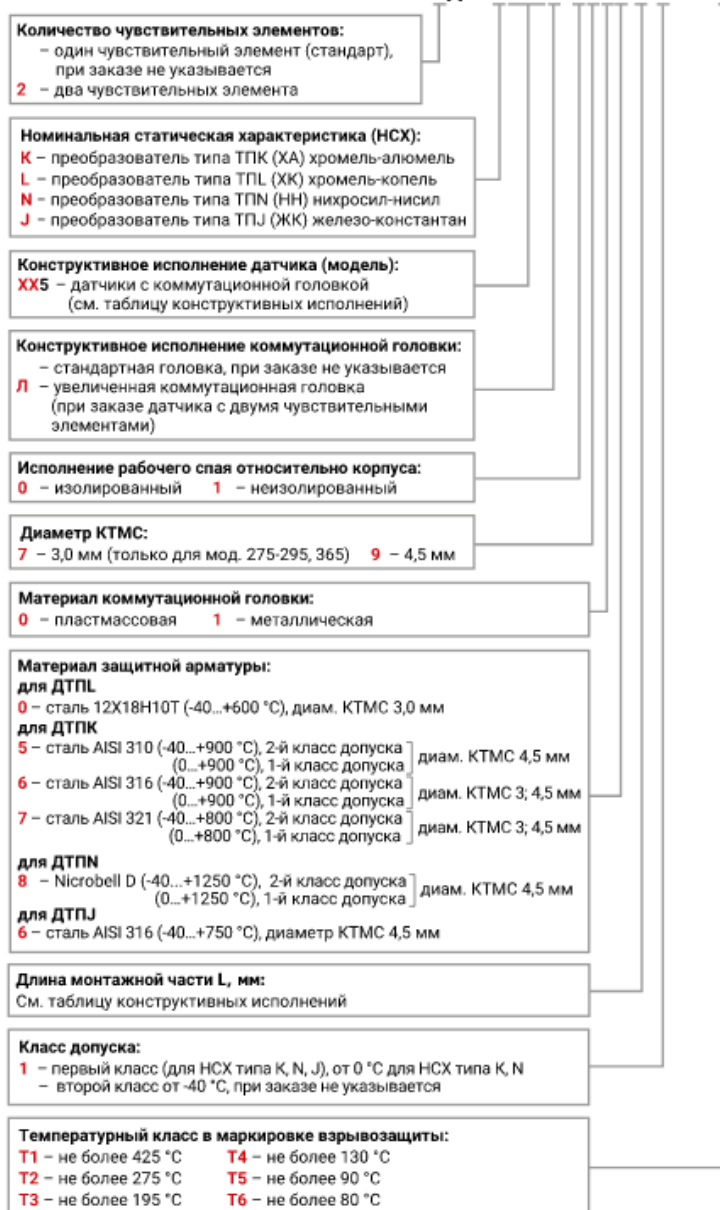 Количество чувствительных элементов:
– один чувствительный элемент (стандарт),
при заказе не указывается
2 – два чувствительных элемента
Номинальная статическая характеристика (НСХ):
К – преобразователь типа ТПК (ХА) хромель-алюмель
L – преобразователь типа ТПL (ХК) хромель-копель
N – преобразователь типа ТПN (НН) нихросил-нисил
J – преобразователь типа ТПJ (ЖК) железо-константан
Конструктивное исполнение датчика (модель):
XX5 – датчики с коммутационной головкой
(см. таблицу конструктивных исполнений)
Конструктивное исполнение коммутационной головки:
– стандартная головка, при заказе не указывается
Л – увеличенная коммутационная головка
(при заказе датчика с двумя чувствительными
элементами)
Исполнение рабочего спая относительно корпуса:
0 – изолированный 1 – неизолированный
Диаметр КТМС:
7 – 3,0 мм (только для мод. 275-295, 365) 9 – 4,5 мм
Материал коммутационной головки:
0 – пластмассовая 1 – металлическая
Материал защитной арматуры:
для ДТПL
0 – сталь 12Х18Н10Т (-40...+600 °С), диам. КТМС 3,0 мм
для ДТПК
5 – сталь AISI 310 (-40...+900 °С), 2-й класс допуска
(0...+900 °С), 1-й класс допуска диам. КТМС 4,5 мм
6 – сталь AISI 316 (-40...+900 °С), 2-й класс допуска
(0...+900 °С), 1-й класс допуска диам. КТМС 3; 4,5 мм
7 – сталь AISI 321 (-40...+800 °С), 2-й класс допуска
(0...+800 °С), 1-й класс допуска диам. КТМС 3; 4,5 мм
для ДТПN
8 – Nicrobell D (-40...+1250 °С), 2-й класс допуска
(0...+1250 °С), 1-й класс допуска диам. КТМС 4,5 мм
для ДТПJ
6 – сталь AISI 316 (-40...+750 °С), диаметр КТМС 4,5 мм
Длина монтажной части L, мм:
См. таблицу конструктивных исполнений
Класс допуска:
1 – первый класс (для НСХ типа K, N, J), от 0 °С для НСХ типа K, N
– второй класс от -40 °С, при заказе не указывается
Температурный класс в маркировке взрывозащиты:
Т1 – не более 425 °С Т4 – не более 130 °С
Т2 – не более 275 °С Т5 – не более 90 °С
Т3 – не более 195 °С Т6 – не более 80 °С